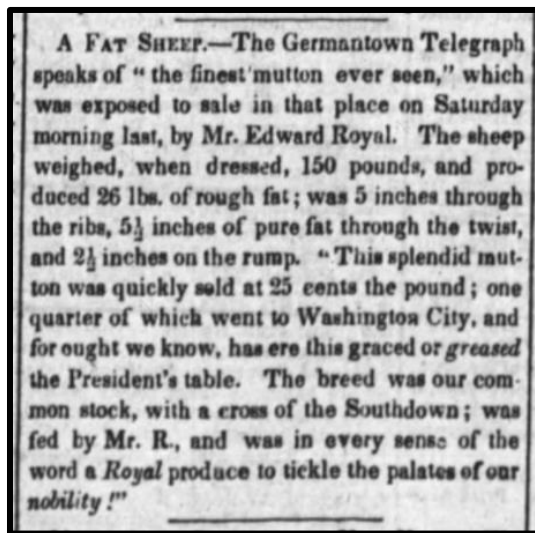 A FAT SHEEP.—The Germantown Telegraph
speaks of "the finest mutton ever seen," which
was exposed to sale in that place on Saturday
morning last, by Mr. Edward Royal. The sheep
weighed, when dressed, 150 pounds, and pro-
duced 26 lbs. of rough fat; was 5 inches through
the ribs, 5½ inches of pure fat through the twist,
and 2½ inches on the rump. "This splendid mut-
ton was quickly sold at 25 cents the pound; one
quarter of which went to Washington City, and
for ought we know, has ere this graced or greased
the President's table. The breed was our com-
mon stock, with a cross of the Southdown; was
fed by Mr. R., and was in every sense of the
word a Royal produce to tickle the palates of our
nobility!"